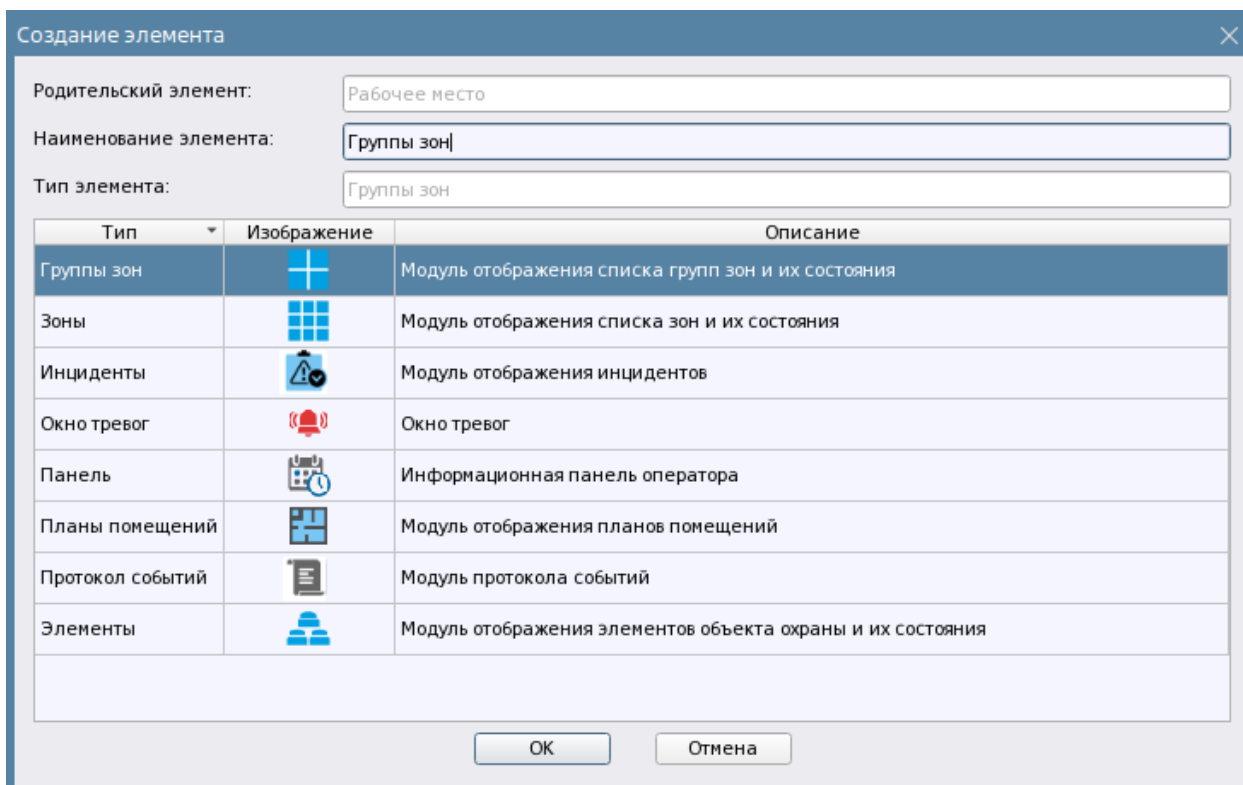 Создание элемента
Родительский элемент: Рабочее место
Наименование элемента: Группы зон
Тип элемента: Группы зон
Тип Изображение Описание
Группы зон Модуль отображения списка групп зон и их состояния
Зоны Модуль отображения списка зон и их состояния
Инциденты Модуль отображения инцидентов
Окно тревог Окно тревог
Панель Информационная панель оператора
Планы помещений Модуль отображения планов помещений
Протокол событий Модуль протокола событий
Элементы Модуль отображения элементов объекта охраны и их состояния
OK Отмена